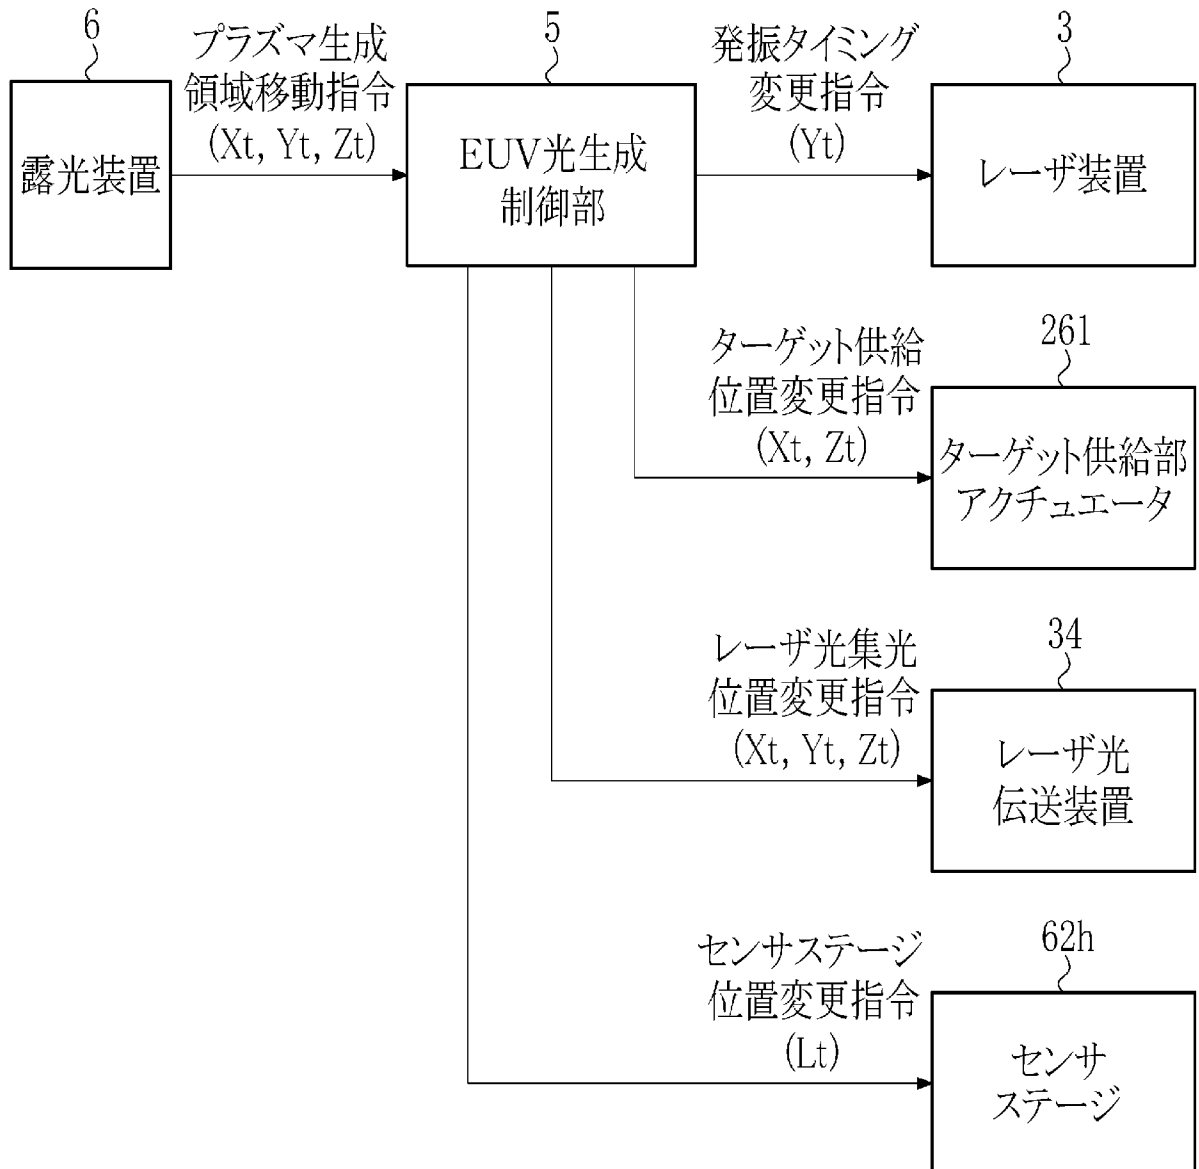 6
プラズマ生成
領域移動指令
(Xt, Yt, Zt)
5
発振タイミング
変更指令
(Yt)
3
露光装置
EUV光生成
制御部
レーザ装置
ターゲット供給
位置変更指令
(Xt, Zt)
261
ターゲット供給部
アクチュエータ
レーザ光集光
位置変更指令
(Xt, Yt, Zt)
34
レーザ光
伝送装置
センサステージ
位置変更指令
(Lt)
62h
センサ
ステージ